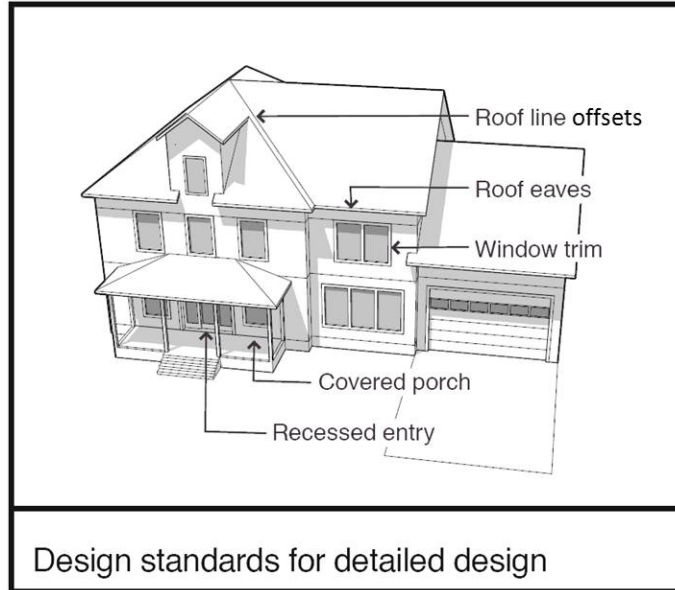 Roof line offsets
Roof eaves
Window trim
Covered porch
Recessed entry
Design standards for detailed design